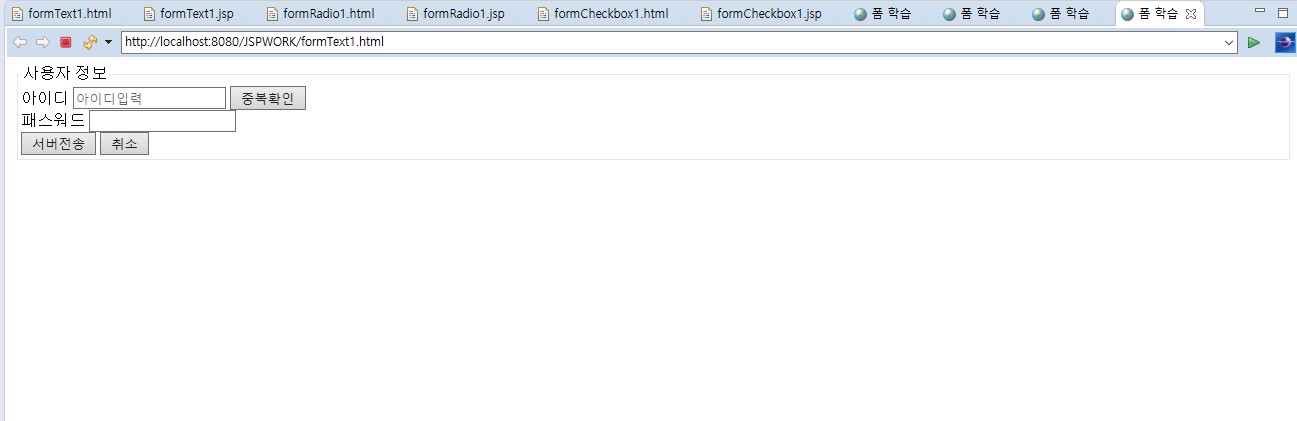 formText1.html formText1.jsp formRadio1.html formRadio1.jsp formCheckbox1.html formCheckbox1.jsp 폼 학습 폼 학습 폼 학습 폼 학습
http://localhost:8080/JSPWORK/formText1.html
사용자 정보
아이디 아이디입력 중복확인
패스워드
서버전송 취소